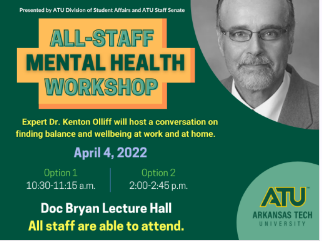 Presented by ATU Division of Student Affairs and ATU Staff Senate
ALL-STAFF
MENTAL HEALTH
WORKSHOP
Expert Dr. Kenton Olliff will host a conversation on
finding balance and wellbeing at work and at home.
April 4, 2022
Option 1
10:30-11:15 a.m.
Option 2
2:00-2:45 p.m.
Doc Bryan Lecture Hall
All staff are able to attend.
ATU
ARKANSAS TECH
UNIVERSITY